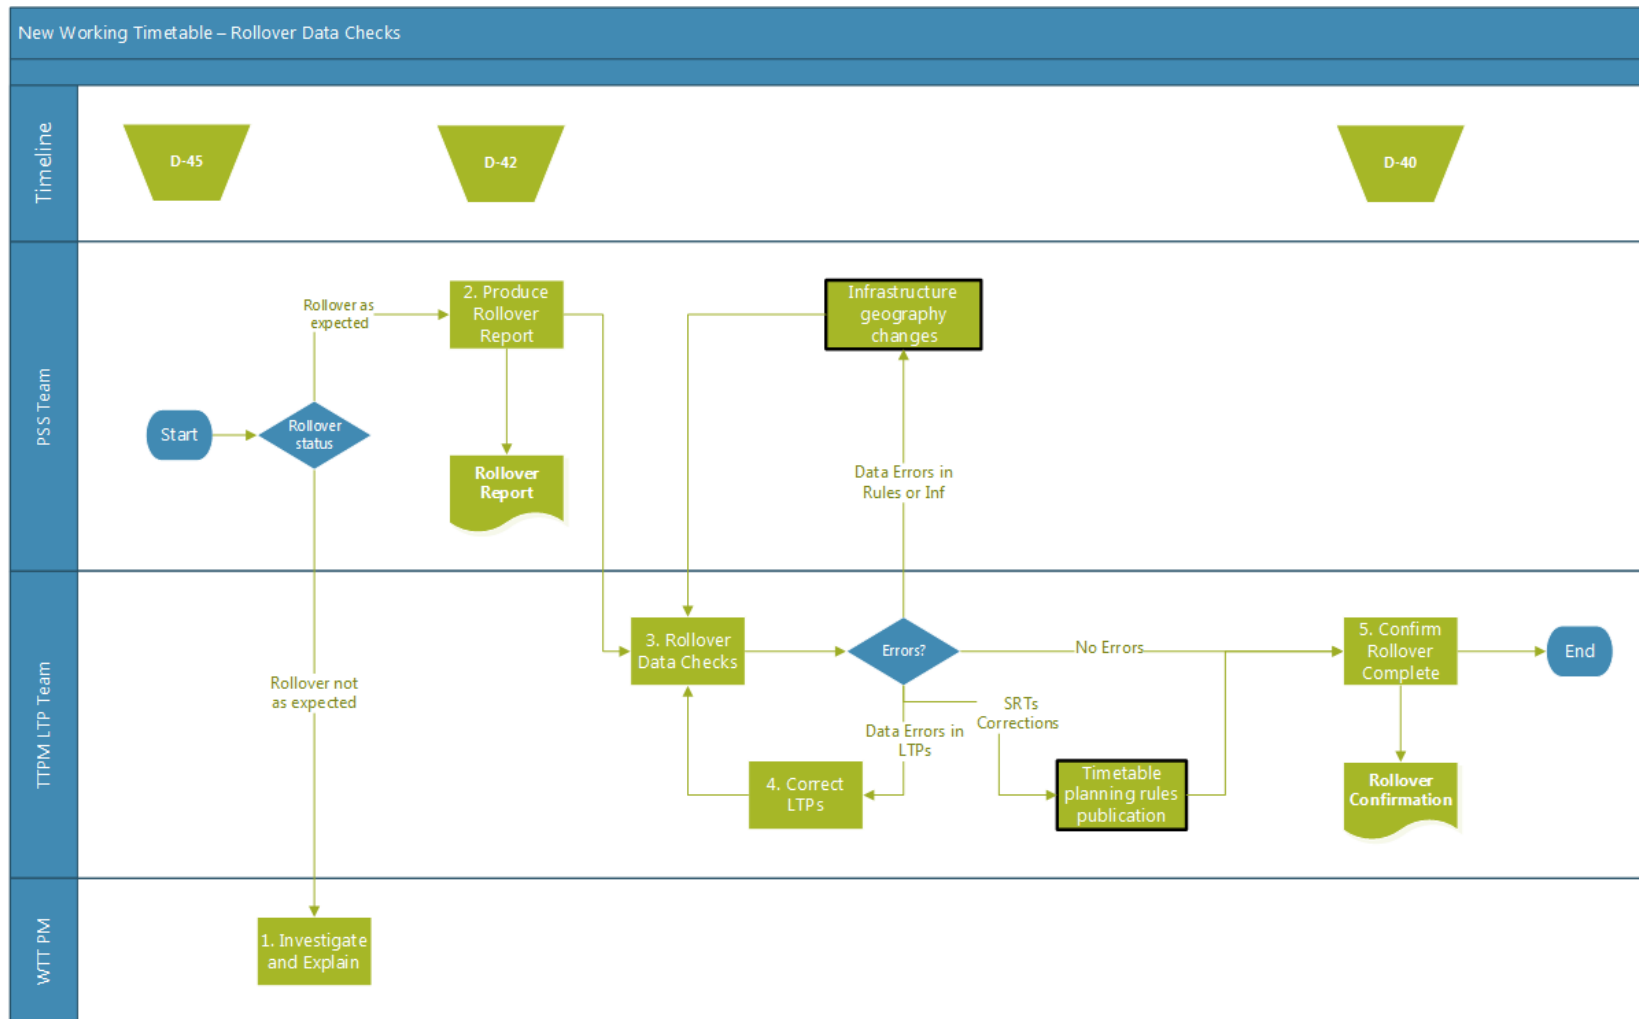 New Working Timetable – Rollover Data Checks
Timeline
D-45
D-42
D-40
PSS Team
Start
Rollover
status
Rollover as
expected
2. Produce
Rollover
Report
Rollover
Report
Infrastructure
geography
changes
Data Errors in
Rules or Inf
Rollover not
as expected
TTPM LTP Team
3. Rollover
Data Checks
Errors?
No Errors
SRTs
Corrections
Data Errors in
LTPs
4. Correct
LTPs
Timetable
planning rules
publication
5. Confirm
Rollover
Complete
End
Rollover
Confirmation
WTT PM
1. Investigate
and Explain